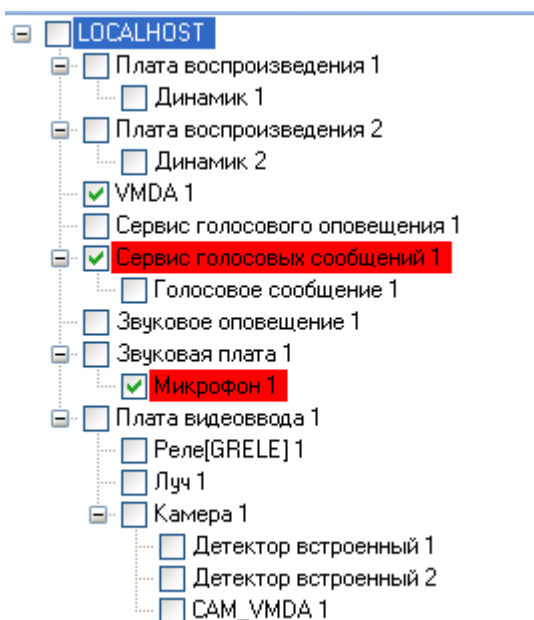 LOCALHOST
Плата воспроизведения 1
Динамик 1
Плата воспроизведения 2
Динамик 2
VMDA 1
Сервис голосового оповещения 1
Сервис голосовых сообщений 1
Голосовое сообщение 1
Звуковое оповещение 1
Звуковая плата 1
Микрофон 1
Плата видеоввода 1
Реле[GRELE] 1
Луч 1
Камера 1
Детектор встроенный 1
Детектор встроенный 2
CAM_VMDA 1